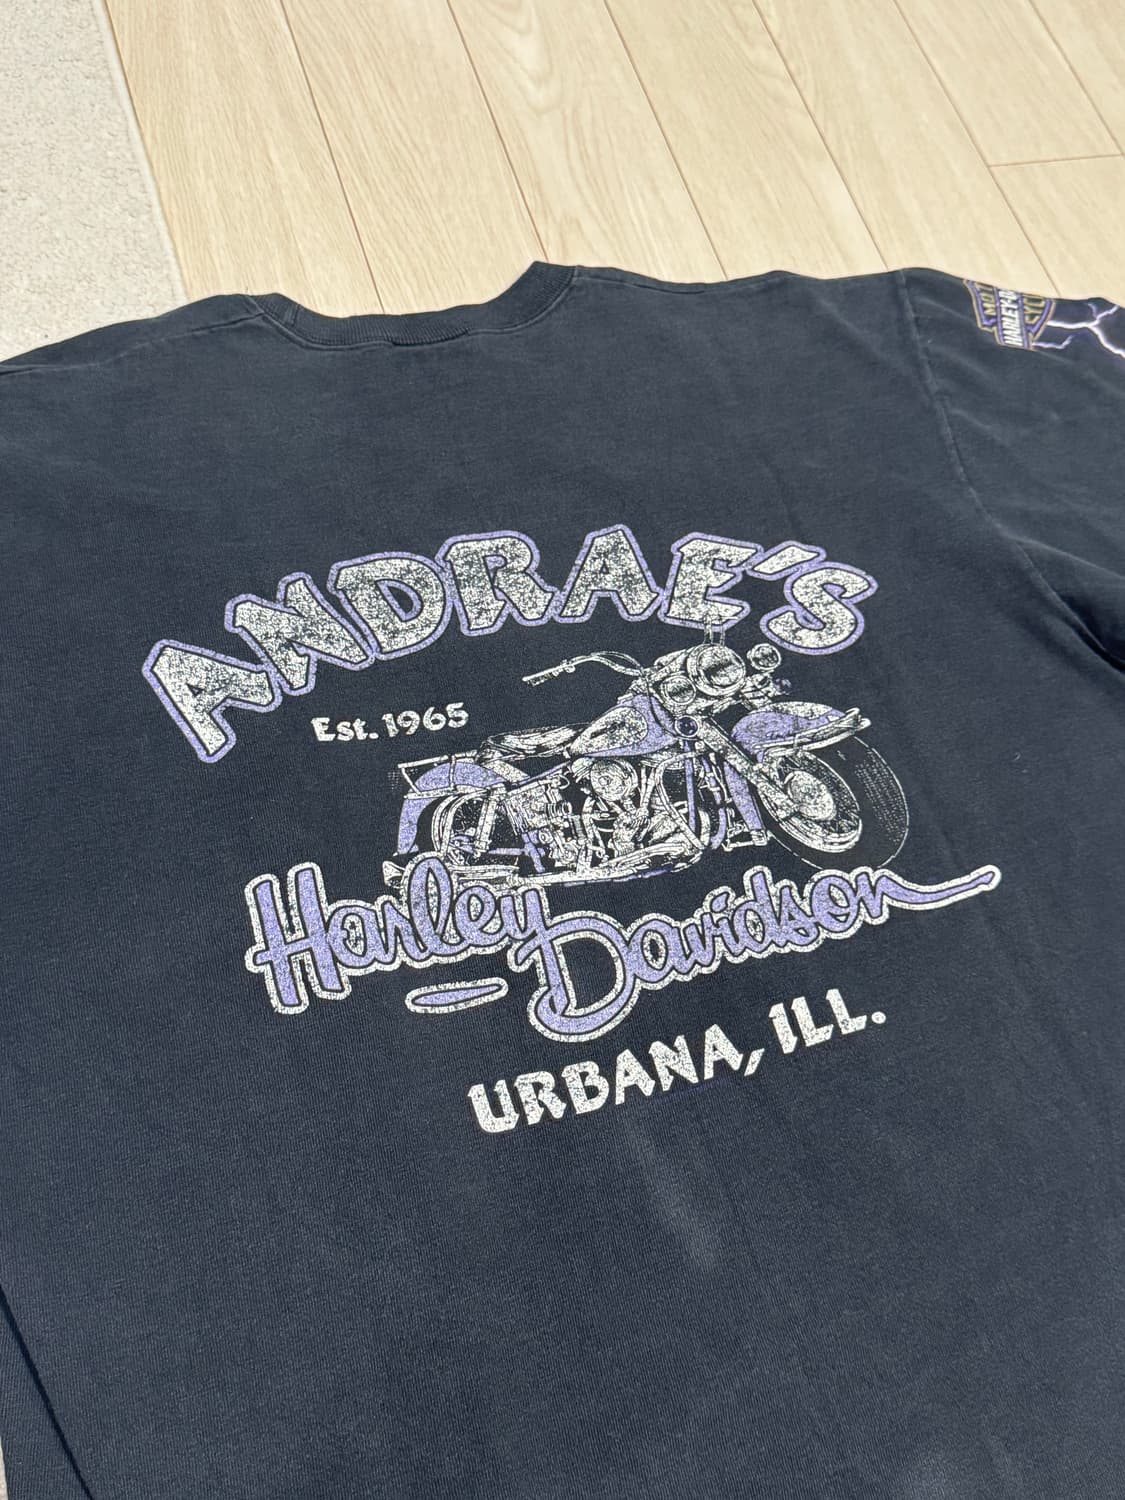 ANDRAE'S
Est. 1965
Harley-Davidson
URBANA, ILL.